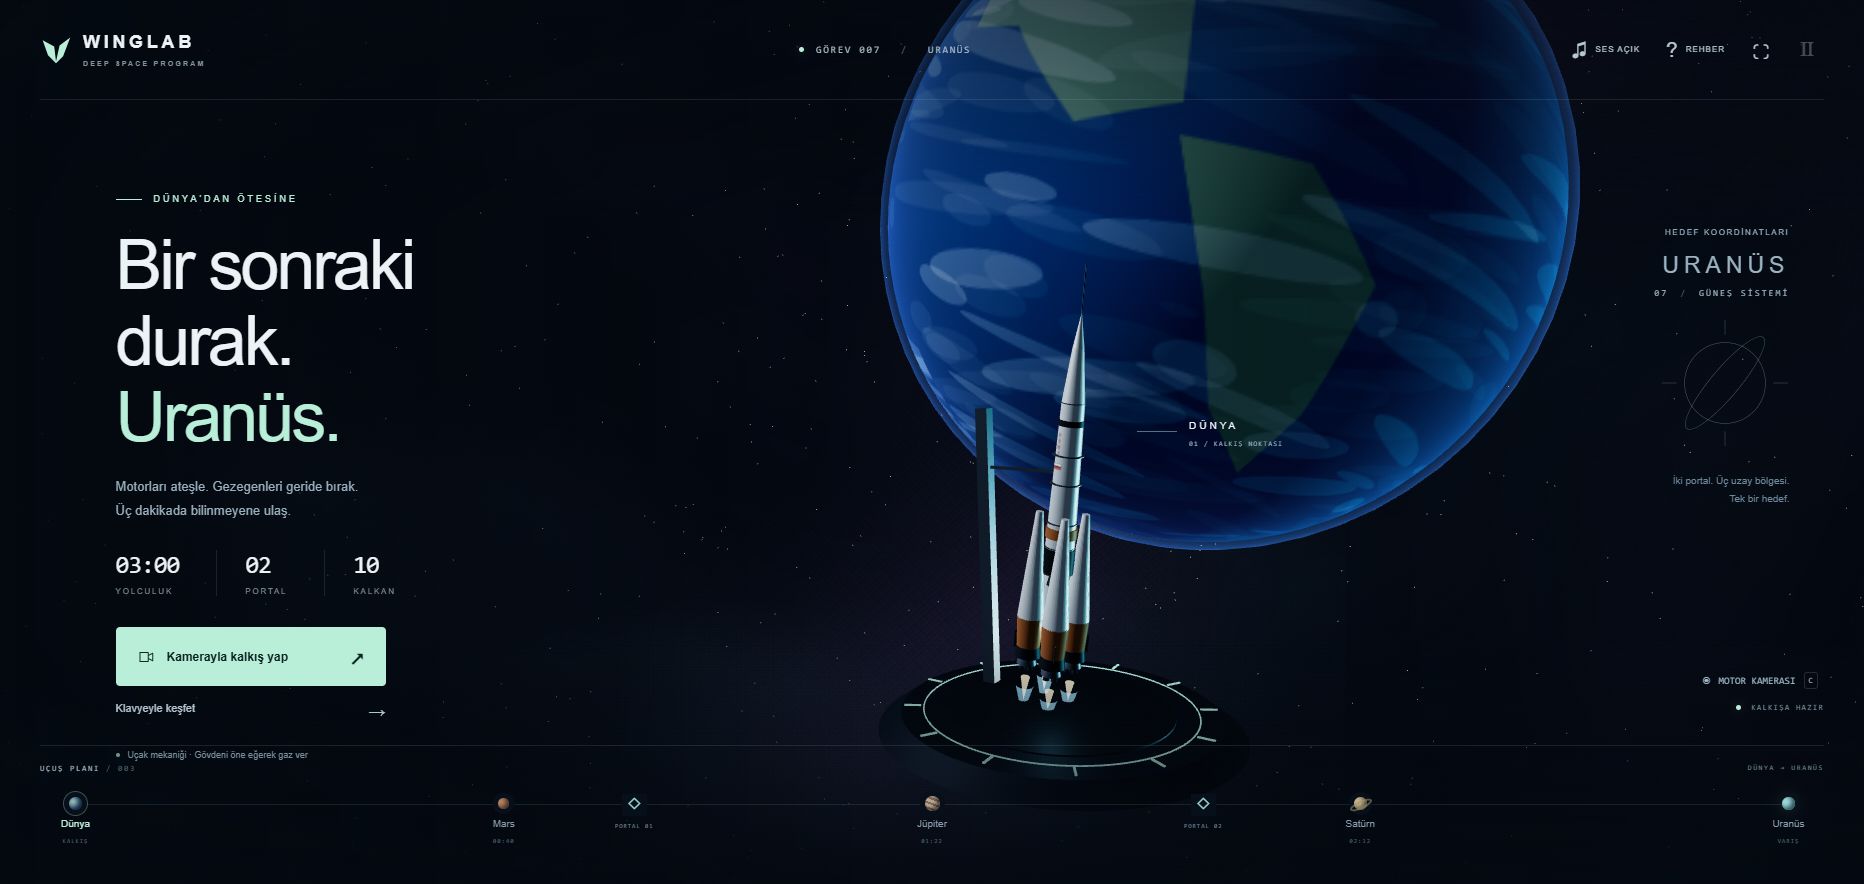 WINGLAB
DEEP SPACE PROGRAM
GÖREV 007 / URANÜS
SES AÇIK
? REHBER
II
DÜNYA'DAN ÖTESİNE
Bir sonraki
durak.
Uranüs.
Motorları ateşle. Gezegenleri geride bırak.
Üç dakikada bilinmeyene ulaş.
03:00
YOLCULUK
02
PORTAL
10
KALKAN
Kamerayla kalkış yap ↗
Klavyeyle keşfet →
Uçak mekaniği · Gövdeni öne eğerek gaz ver
DÜNYA
01 / KALKIŞ NOKTASI
HEDEF KOORDİNATLARI
URANÜS
07 / GÜNEŞ SİSTEMİ
İki portal. Üç uzay bölgesi.
Tek bir hedef.
MOTOR KAMERASI C
KALKIŞA HAZIR
UÇUŞ PLANI / 003
DÜNYA → URANÜS
Dünya
KALKIŞ
Mars
00:40
PORTAL 01
Jüpiter
01:22
PORTAL 02
Satürn
02:12
Uranüs
VARIŞ